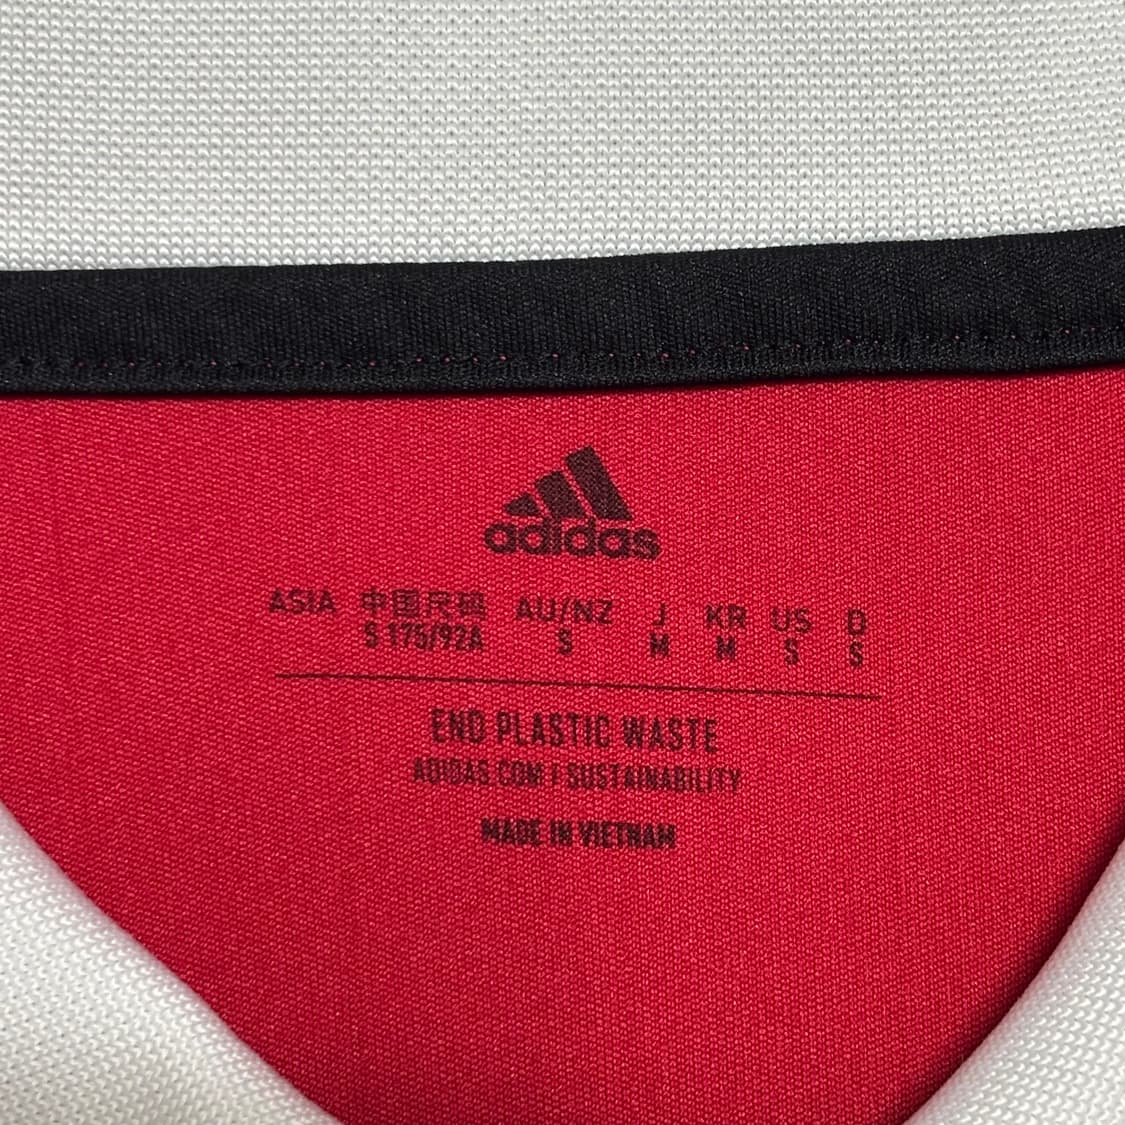 adidas
ASIA 中国尺码 AU/NZ J KR US D
S 175/92A S M M S S
END PLASTIC WASTE
ADIDAS.COM / SUSTAINABILITY
MADE IN VIETNAM